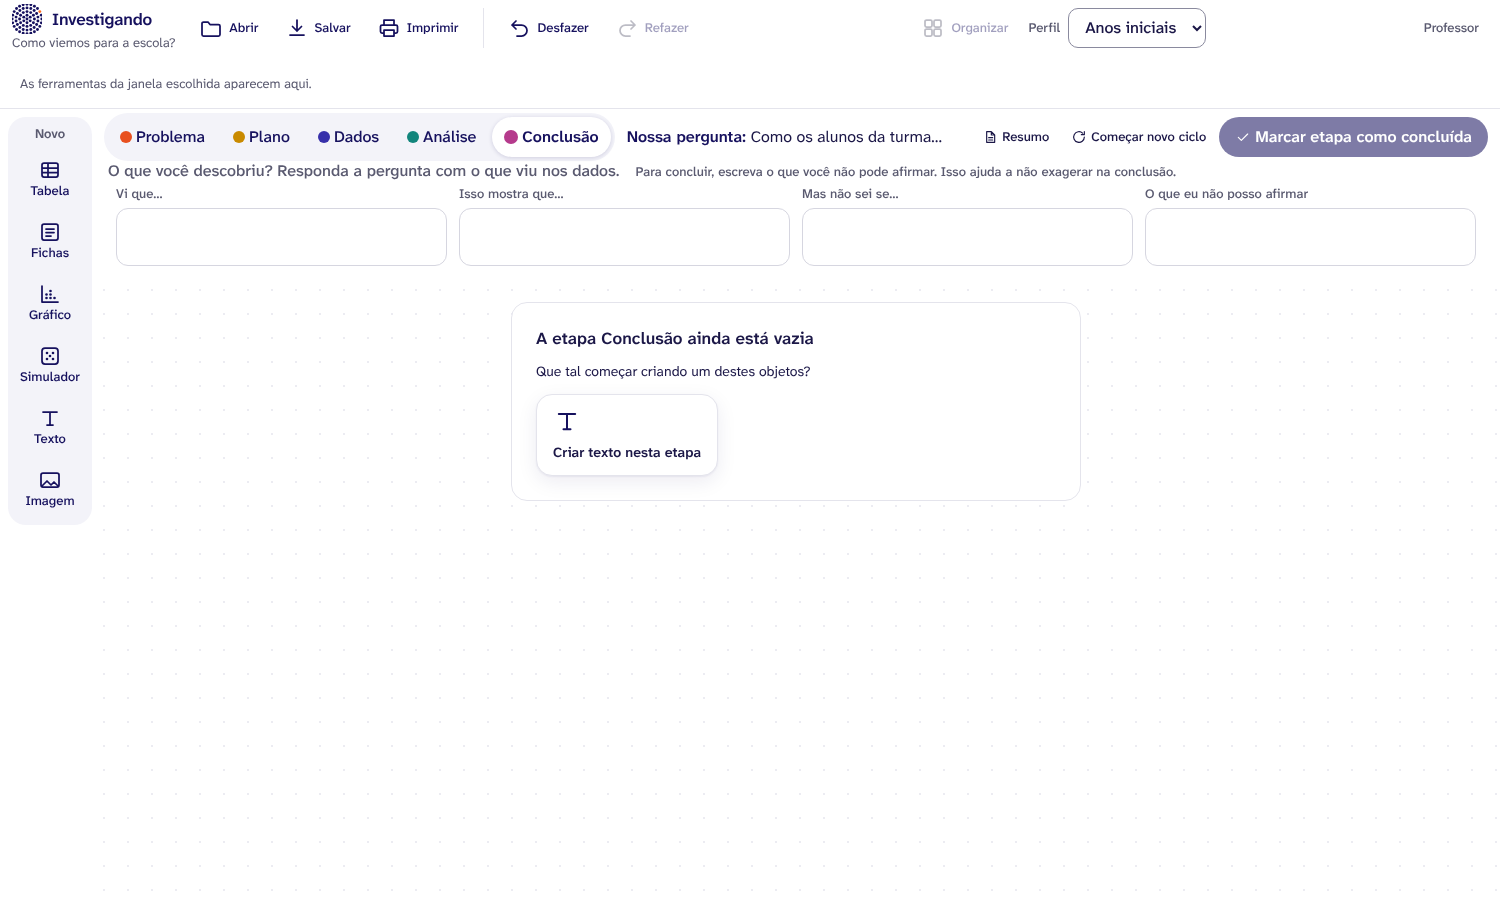 Investigando
Como viemos para a escola?
Abrir
Salvar
Imprimir
Desfazer
Refazer
Organizar
Perfil
Anos iniciais
Professor
As ferramentas da janela escolhida aparecem aqui.
Novo
Tabela
Fichas
Gráfico
Simulador
Texto
Imagem
Problema
Plano
Dados
Análise
Conclusão
Nossa pergunta: Como os alunos da turma...
Resumo
Começar novo ciclo
Marcar etapa como concluída
O que você descobriu? Responda a pergunta com o que viu nos dados.
Para concluir, escreva o que você não pode afirmar. Isso ajuda a não exagerar na conclusão.
Vi que...
Isso mostra que...
Mas não sei se...
O que eu não posso afirmar
A etapa Conclusão ainda está vazia
Que tal começar criando um destes objetos?
Criar texto nesta etapa